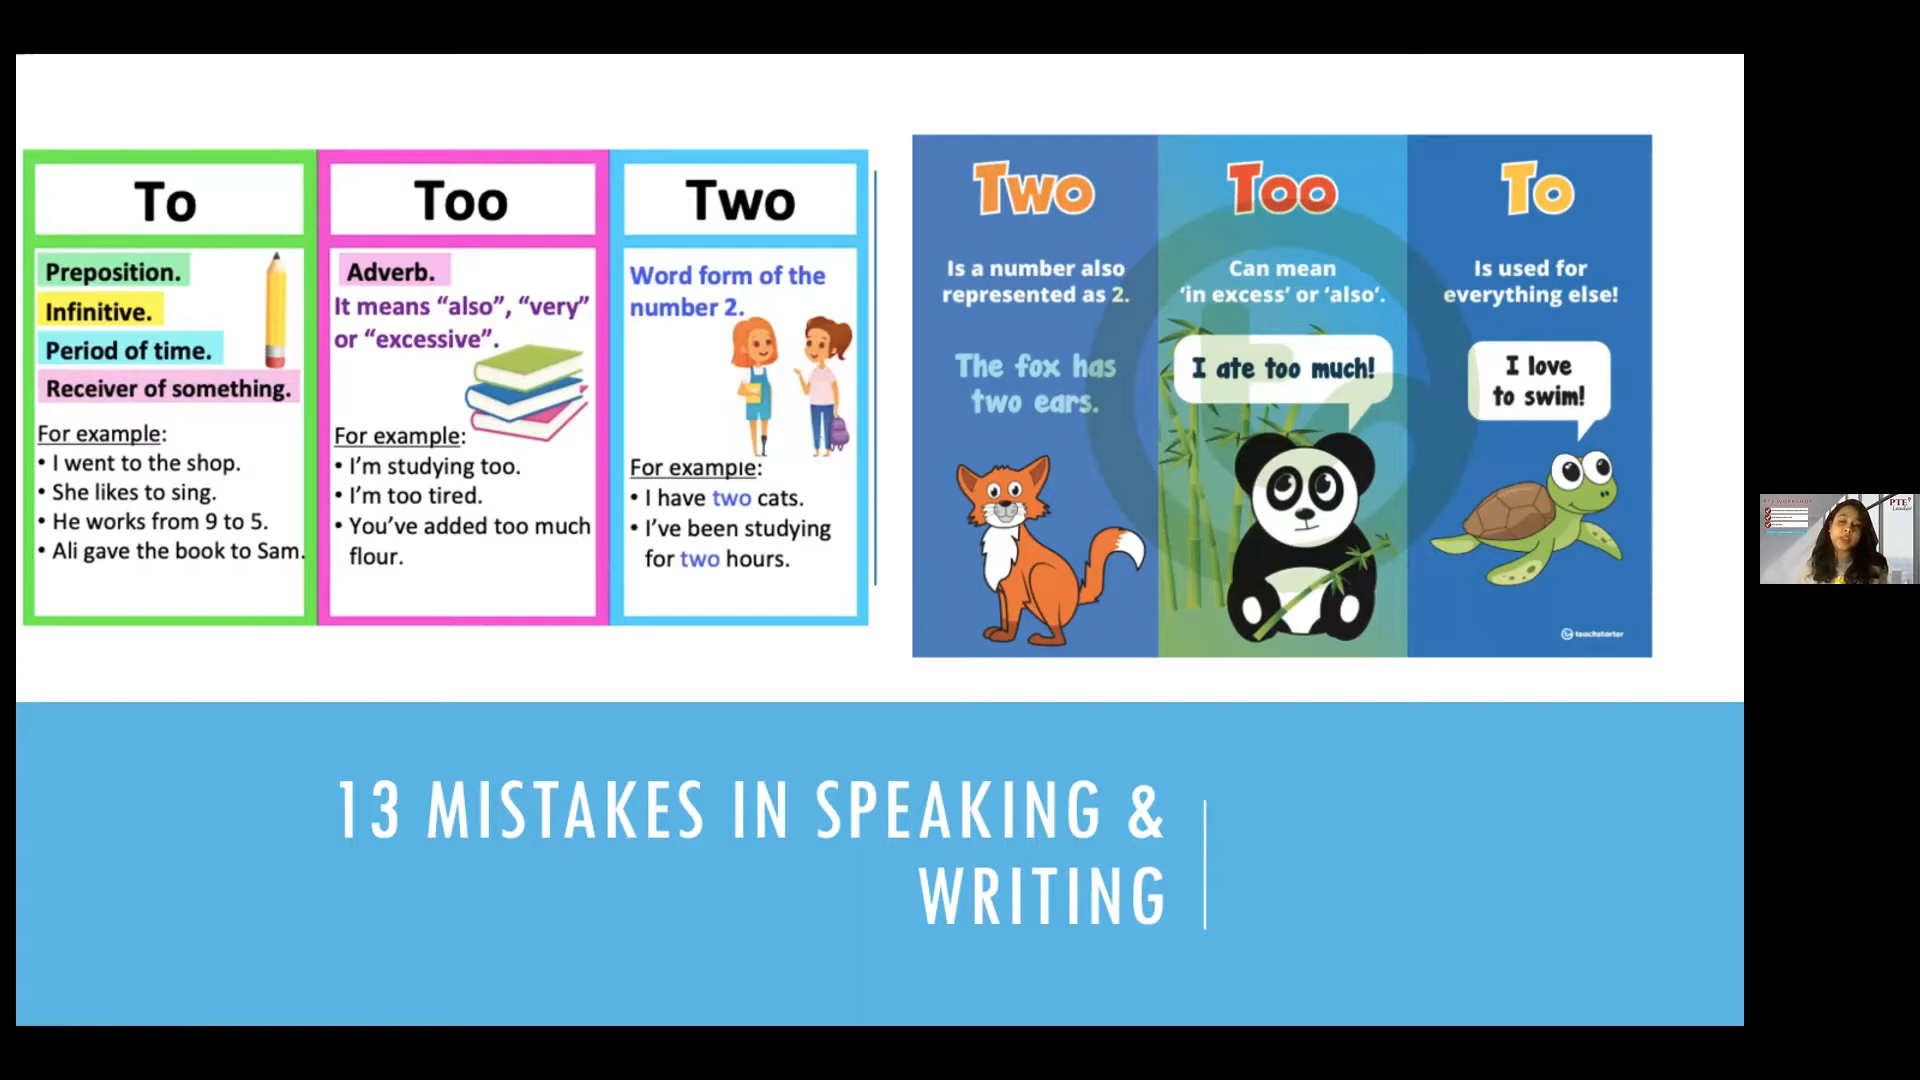 To
Preposition.
Infinitive.
Period of time.
Receiver of something.
For example:
• I went to the shop.
• She likes to sing.
• He works from 9 to 5.
• Ali gave the book to Sam.
Too
Adverb.
It means “also”, “very”
or “excessive”.
For example:
• I’m studying too.
• I’m too tired.
• You’ve added too much
flour.
Two
Word form of the
number 2.
For example:
• I have two cats.
• I’ve been studying
for two hours.
Two
Is a number also
represented as 2.
The fox has
two ears.
Too
Can mean
‘in excess’ or ‘also’.
I ate too much!
To
Is used for
everything else!
I love
to swim!
teachstarter
13 MISTAKES IN SPEAKING &
WRITING
PTE WORKSHOP
PTE
Leader